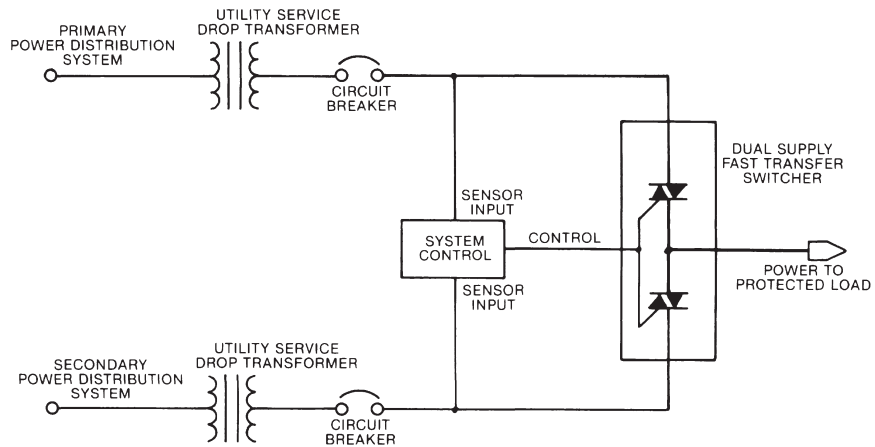 PRIMARY
POWER DISTRIBUTION
SYSTEM
UTILITY SERVICE
DROP TRANSFORMER
CIRCUIT
BREAKER
DUAL SUPPLY
FAST TRANSFER
SWITCHER
SENSOR
INPUT
SYSTEM
CONTROL
CONTROL
POWER TO
PROTECTED LOAD
SENSOR
INPUT
SECONDARY
POWER DISTRIBUTION
SYSTEM
UTILITY SERVICE
DROP TRANSFORMER
CIRCUIT
BREAKER